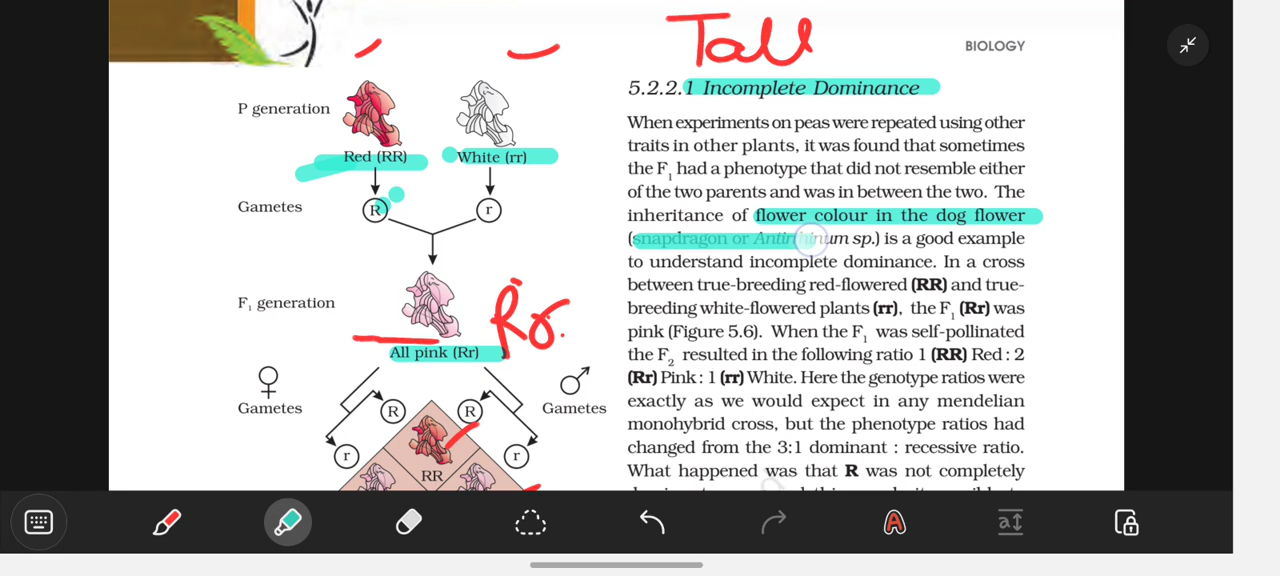 Tall
BIOLOGY
P generation
Red (RR)
White (rr)
Gametes
R
r
F1 generation
All pink (Rr)
Rr
Gametes
Gametes
R
R
r
r
RR
5.2.2.1 Incomplete Dominance
When experiments on peas were repeated using other
traits in other plants, it was found that sometimes
the F1 had a phenotype that did not resemble either
of the two parents and was in between the two. The
inheritance of flower colour in the dog flower
(snapdragon or Antirrhinum sp.) is a good example
to understand incomplete dominance. In a cross
between true-breeding red-flowered (RR) and true-
breeding white-flowered plants (rr), the F1 (Rr) was
pink (Figure 5.6). When the F1 was self-pollinated
the F2 resulted in the following ratio 1 (RR) Red : 2
(Rr) Pink : 1 (rr) White. Here the genotype ratios were
exactly as we would expect in any mendelian
monohybrid cross, but the phenotype ratios had
changed from the 3:1 dominant : recessive ratio.
What happened was that R was not completely
A
a